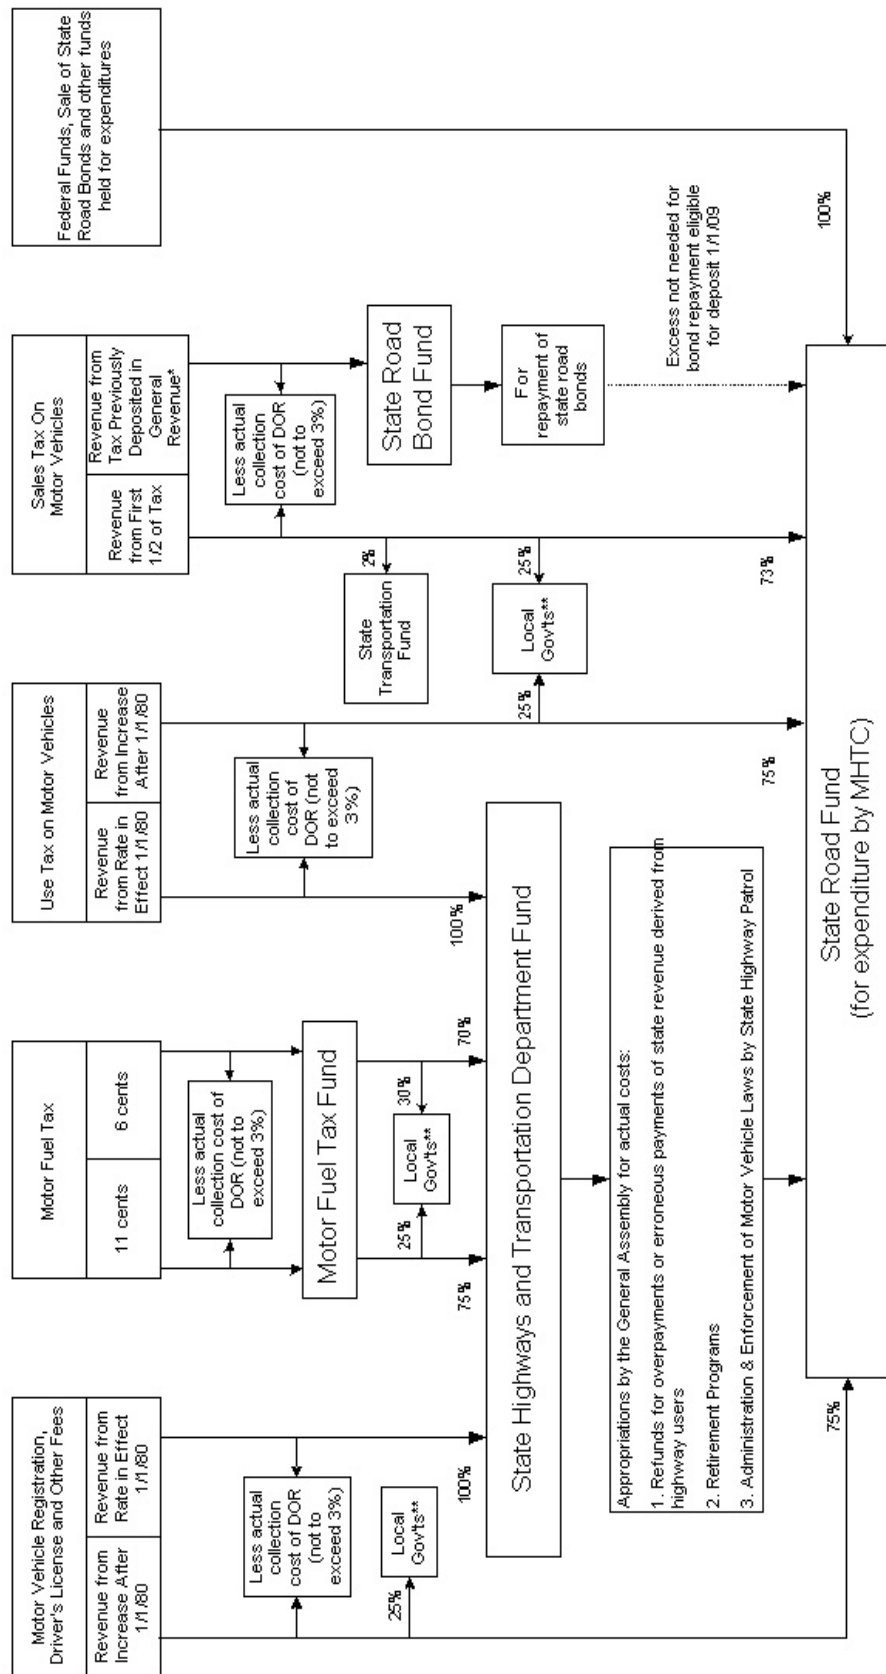 Motor Vehicle Registration,
Driver's License and Other Fees
Revenue from
Increase After
1/1/80
Revenue from
Rate in Effect
1/1/80
Less actual
collection
cost of DOR
(not to
exceed 3%)
Local
Gov'ts**
25%
100%
75%
Motor Fuel Tax
11 cents
6 cents
Less actual
collection cost of
DOR (not to
exceed 3%)
Motor Fuel Tax Fund
Local
Gov'ts**
25%
30%
75%
70%
Use Tax on Motor Vehicles
Revenue
from Rate in
Effect 1/1/80
Revenue
from Increase
After 1/1/80
Less actual
collection
cost of
DOR (not
to exceed
3%)
100%
25%
75%
Sales Tax On
Motor Vehicles
Revenue
from First
1/2 of Tax
Revenue from
Tax Previously
Deposited in
General
Revenue*
Less actual
collection
cost of DOR
(not to
exceed 3%)
State
Transportation
Fund
2%
Local
Gov'ts**
25%
73%
State Road
Bond Fund
For
repayment of
state road
bonds
Excess not needed for
bond repayment eligible
for deposit 1/1/09
Federal Funds, Sale of State
Road Bonds and other funds
held for expenditures
100%
State Highways and Transportation Department Fund
Appropriations by the General Assembly for actual costs:
1. Refunds for overpayments or erroneous payments of state revenue derived from
highway users
2. Retirement Programs
3. Administration & Enforcement of Motor Vehicle Laws by State Highway Patrol
State Road Fund
(for expenditure by MHTC)